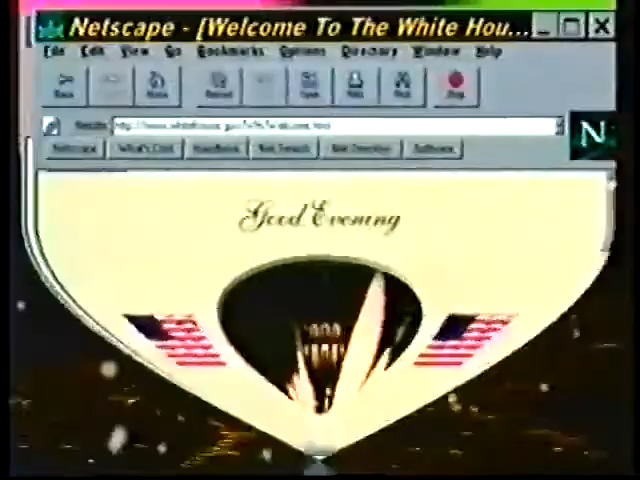 Netscape - [Welcome To The White Hou...
File Edit View Go Bookmarks Options Directory Window Help
Stop
N
Netscape What's Cool Handbook Net Search Net Directory Software
Good Evening